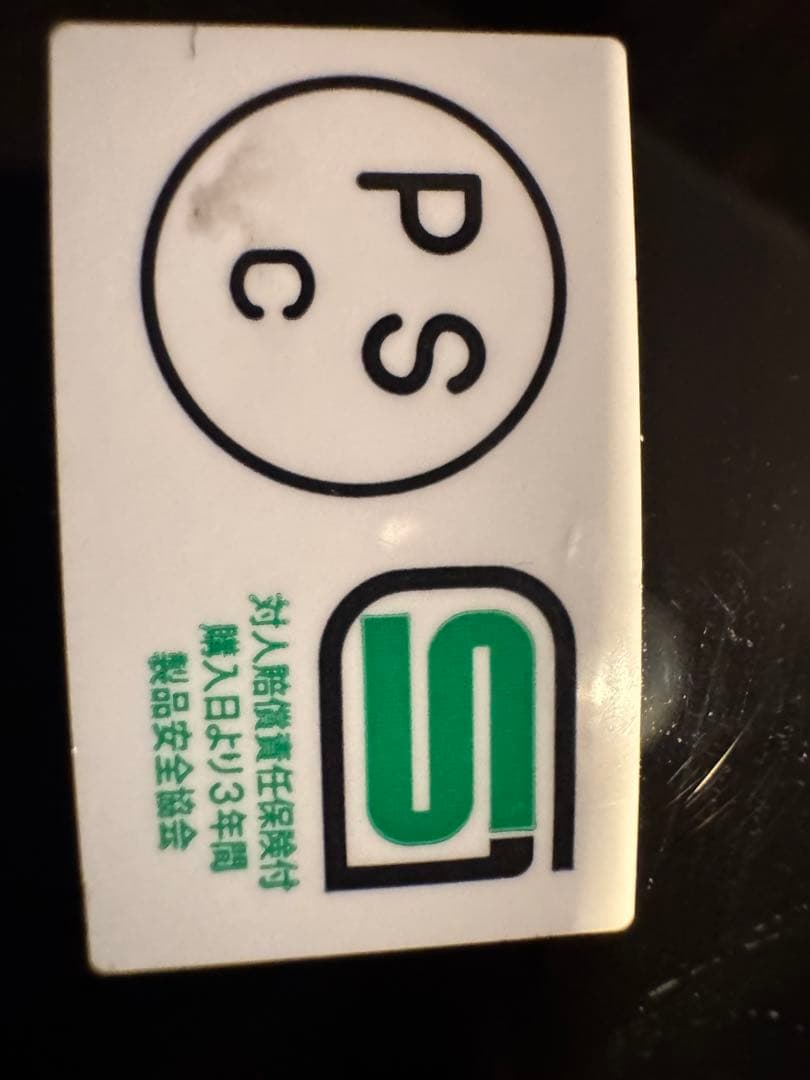 PS
C
SG
対人賠償責任保険付
購入日より3年間
製品安全協会